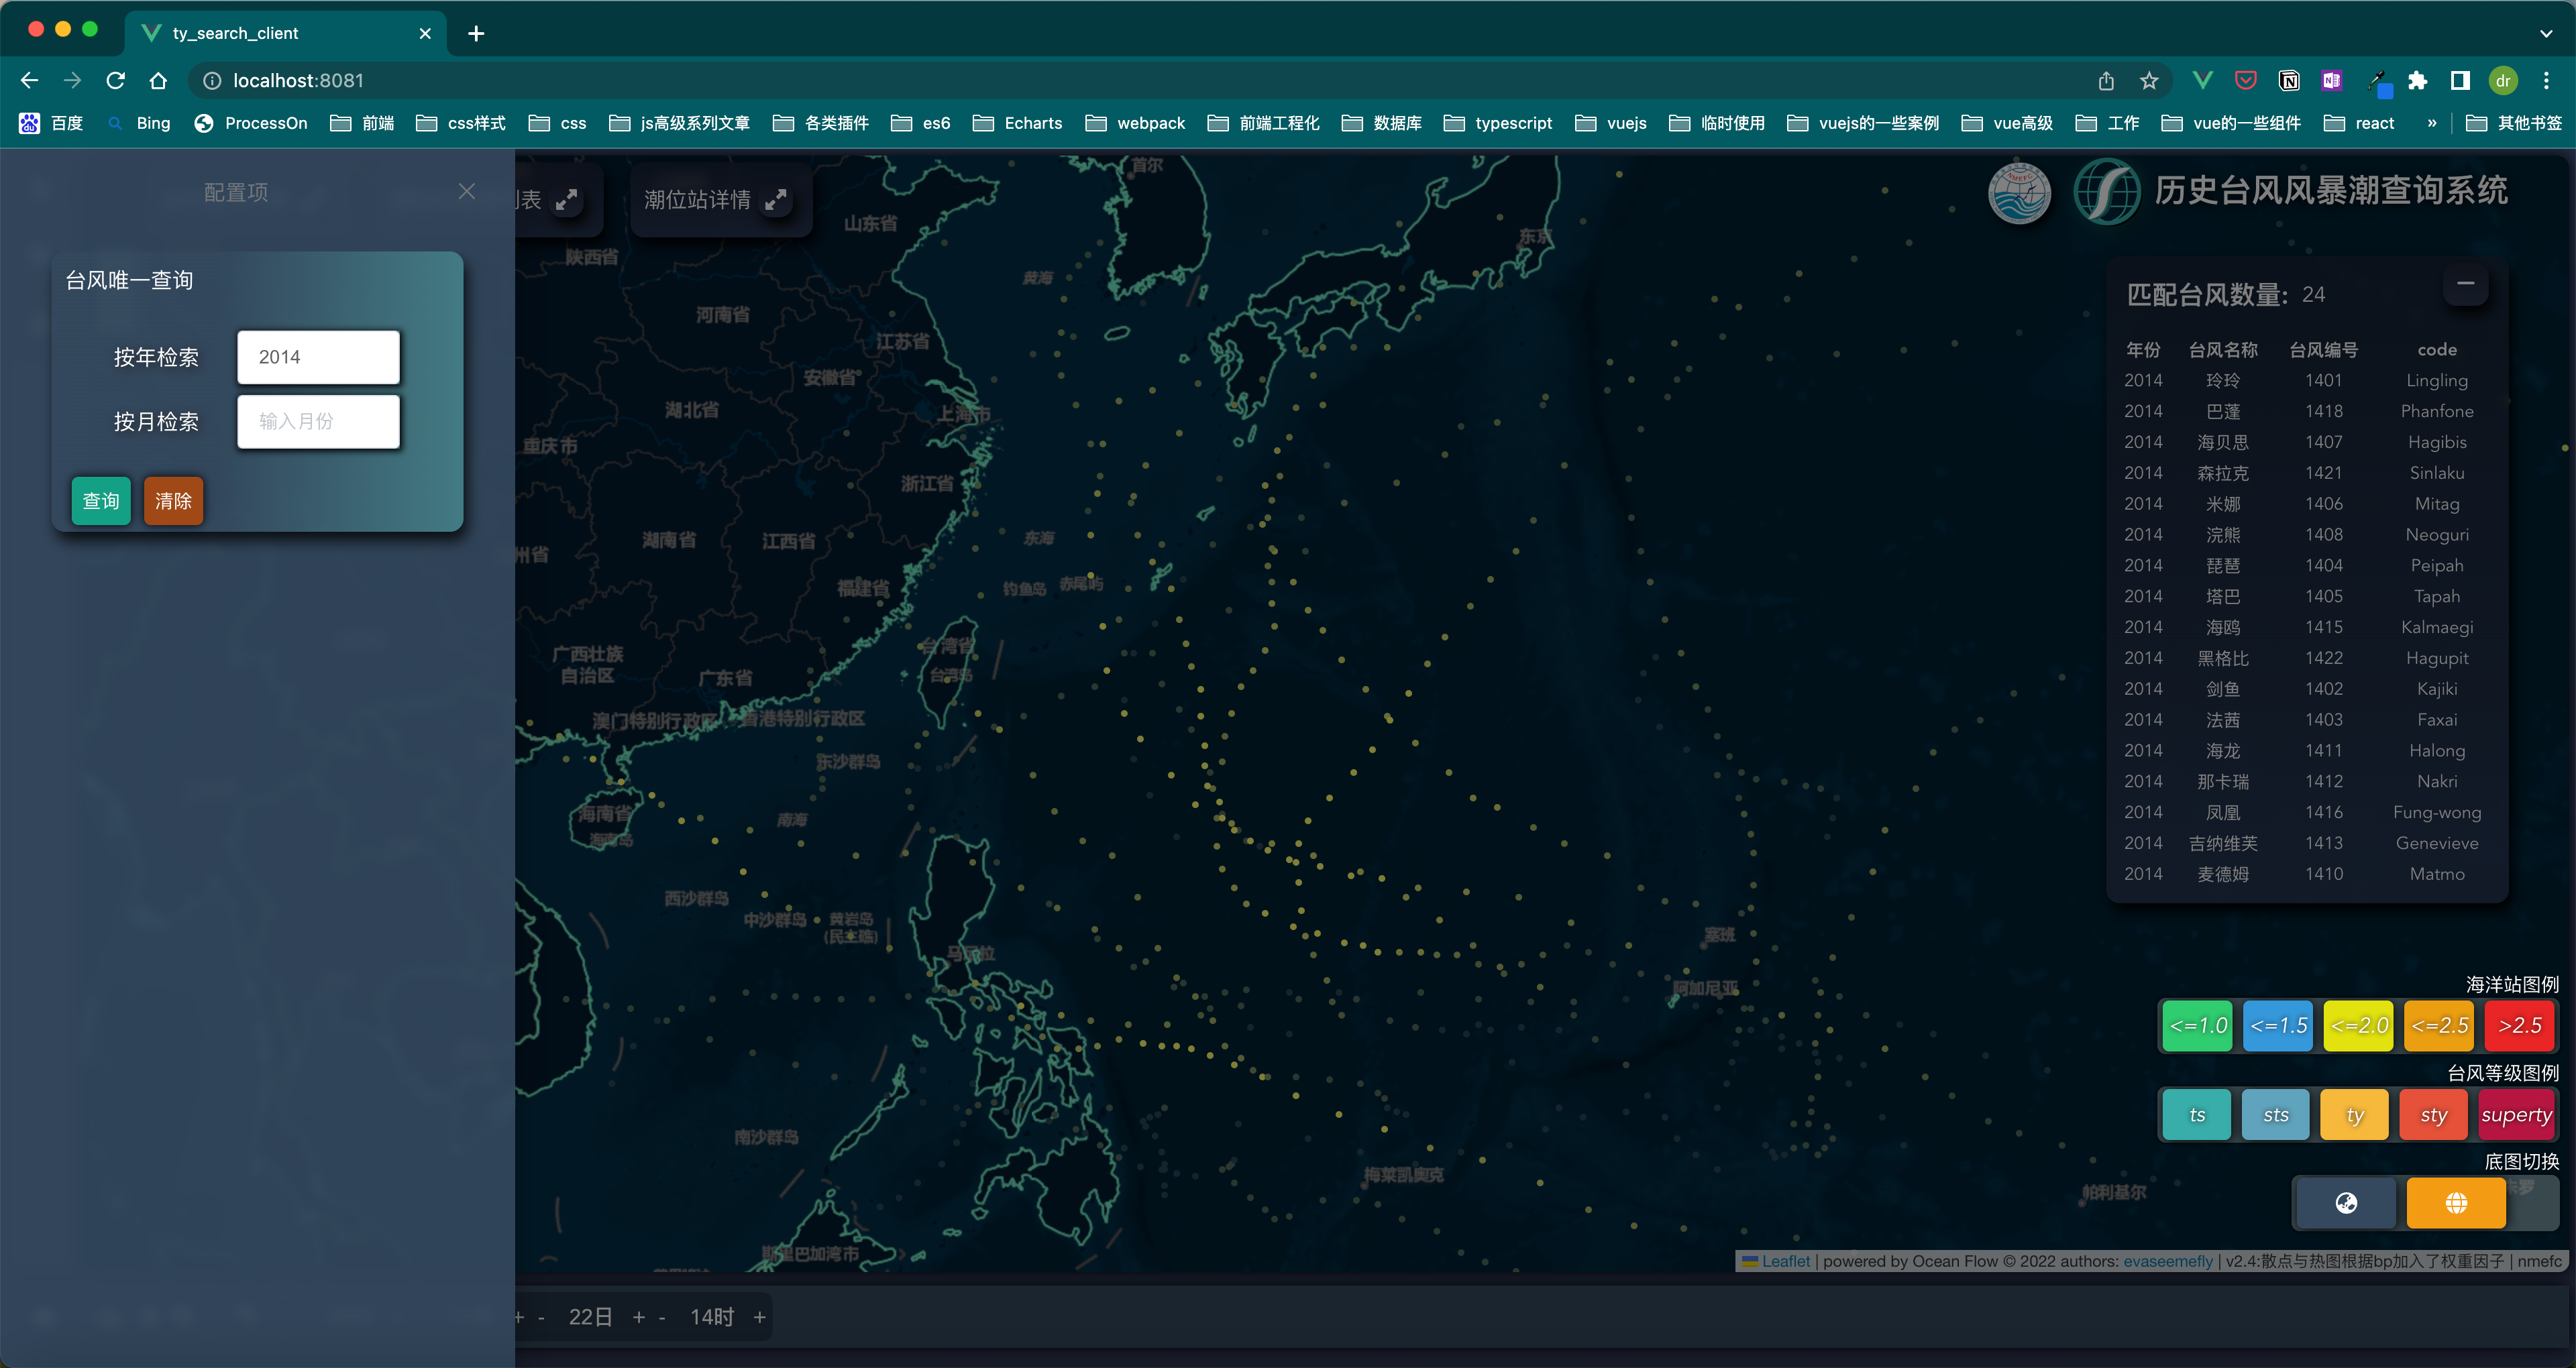 ty_search_client
localhost:8081
dr
百度 Bing ProcessOn 前端 css样式 css js高级系列文章 各类插件 es6 Echarts webpack 前端工程化 数据库 typescript vuejs 临时使用 vuejs的一些案例 vue高级 工作 vue的一些组件 react » 其他书签
配置项
台风唯一查询
按年检索 2014
按月检索 输入月份
查询 清除
列表
潮位站详情
历史台风风暴潮查询系统
匹配台风数量: 24
年份 台风名称 台风编号 code
2014 玲玲 1401 Lingling
2014 巴蓬 1418 Phanfone
2014 海贝思 1407 Hagibis
2014 森拉克 1421 Sinlaku
2014 米娜 1406 Mitag
2014 浣熊 1408 Neoguri
2014 琵琶 1404 Peipah
2014 塔巴 1405 Tapah
2014 海鸥 1415 Kalmaegi
2014 黑格比 1422 Hagupit
2014 剑鱼 1402 Kajiki
2014 法茜 1403 Faxai
2014 海龙 1411 Halong
2014 那卡瑞 1412 Nakri
2014 凤凰 1416 Fung-wong
2014 吉纳维芙 1413 Genevieve
2014 麦德姆 1410 Matmo
首尔
山东省
东京
陕西省
黄海
河南省
江苏省
安徽省
湖北省
上海市
重庆市
浙江省
东海
湖南省
江西省
州省
福建省
钓鱼岛
赤尾屿
台湾省
台湾岛
广西壮族
自治区
广东省
澳门特别行政区
香港特别行政区
东沙群岛
海南省
海南岛
南海
西沙群岛
中沙群岛
黄岩岛
(民主礁)
马尼拉
塞班
阿加尼亚
南沙群岛
梅莱凯奥克
帕利基尔
斯里巴加湾市
海洋站图例
<=1.0 <=1.5 <=2.0 <=2.5 >2.5
台风等级图例
ts sts ty sty superty
底图切换
Leaflet | powered by Ocean Flow © 2022 authors: evaseemefly | v2.4:散点与热图根据bp加入了权重因子 | nmefc
+ - 22日 + - 14时 +